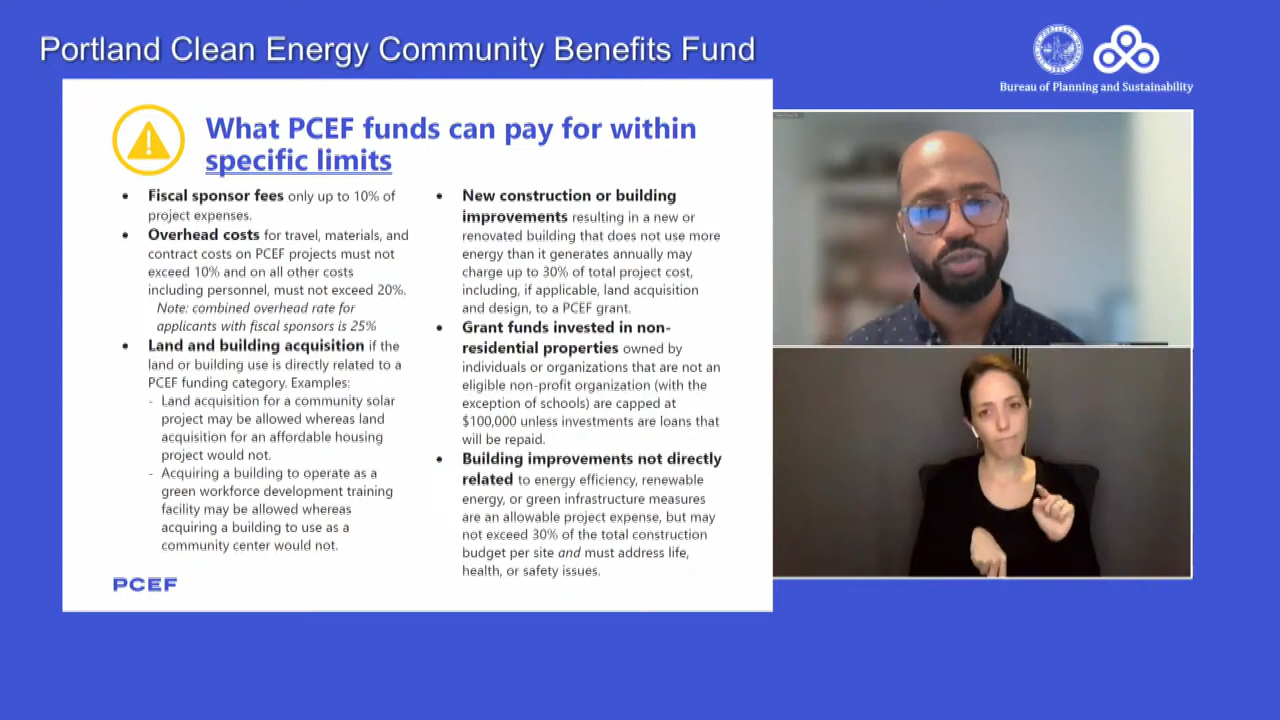 Portland Clean Energy Community Benefits Fund
Bureau of Planning and Sustainability
What PCEF funds can pay for within
specific limits
• Fiscal sponsor fees only up to 10% of
project expenses.
• Overhead costs for travel, materials, and
contract costs on PCEF projects must not
exceed 10% and on all other costs
including personnel, must not exceed 20%.
Note: combined overhead rate for
applicants with fiscal sponsors is 25%
• Land and building acquisition if the
land or building use is directly related to a
PCEF funding category. Examples:
- Land acquisition for a community solar
project may be allowed whereas land
acquisition for an affordable housing
project would not.
- Acquiring a building to operate as a
green workforce development training
facility may be allowed whereas
acquiring a building to use as a
community center would not.
• New construction or building
improvements resulting in a new or
renovated building that does not use more
energy than it generates annually may
charge up to 30% of total project cost,
including, if applicable, land acquisition
and design, to a PCEF grant.
• Grant funds invested in non-
residential properties owned by
individuals or organizations that are not an
eligible non-profit organization (with the
exception of schools) are capped at
$100,000 unless investments are loans that
will be repaid.
• Building improvements not directly
related to energy efficiency, renewable
energy, or green infrastructure measures
are an allowable project expense, but may
not exceed 30% of the total construction
budget per site and must address life,
health, or safety issues.
PCEF